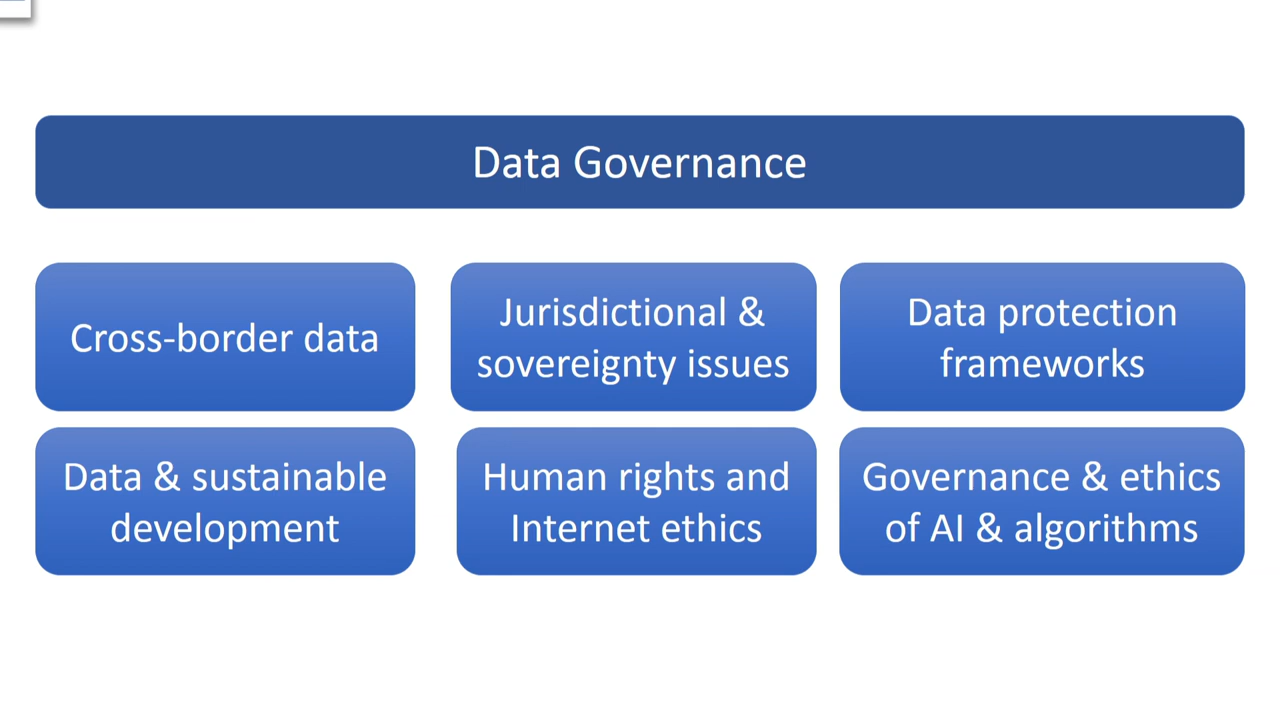 Data Governance
Cross-border data
Jurisdictional &
sovereignty issues
Data protection
frameworks
Data & sustainable
development
Human rights and
Internet ethics
Governance & ethics
of AI & algorithms